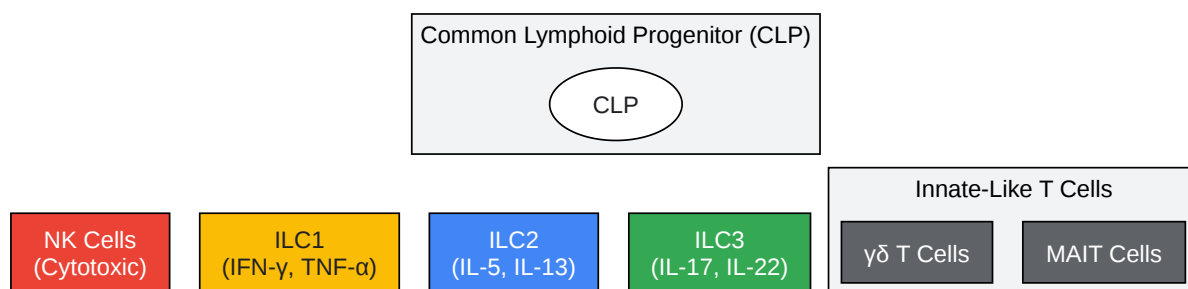 Common Lymphoid Progenitor (CLP)
CLP
Innate-Like T Cells
NK Cells
(Cytotoxic)
ILC1
(IFN-γ, TNF-α)
ILC2
(IL-5, IL-13)
ILC3
(IL-17, IL-22)
γδ T Cells
MAIT Cells